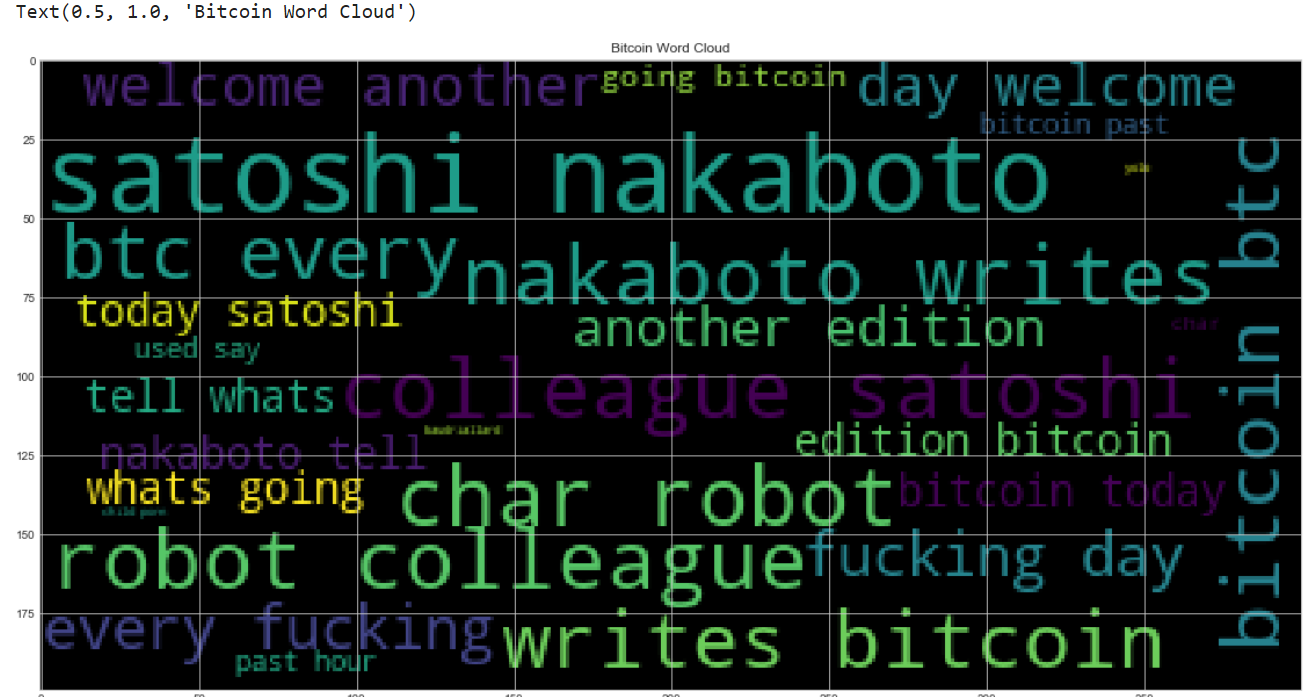 Text(0.5, 1.0, 'Bitcoin Word Cloud')
Bitcoin Word Cloud
0
welcome another
going bitcoin
day welcome
bitcoin past
25
satoshi nakaboto
bitcoin btc
50
btc every
nakaboto writes
75
today satoshi
another edition
char
used say
100
tell whats
colleague satoshi
baudrillard
edition bitcoin
125
nakaboto tell
whats going
char robot
bitcoin today
child porn
150
robot colleague
fucking day
175
every fucking
writes bitcoin
past hour